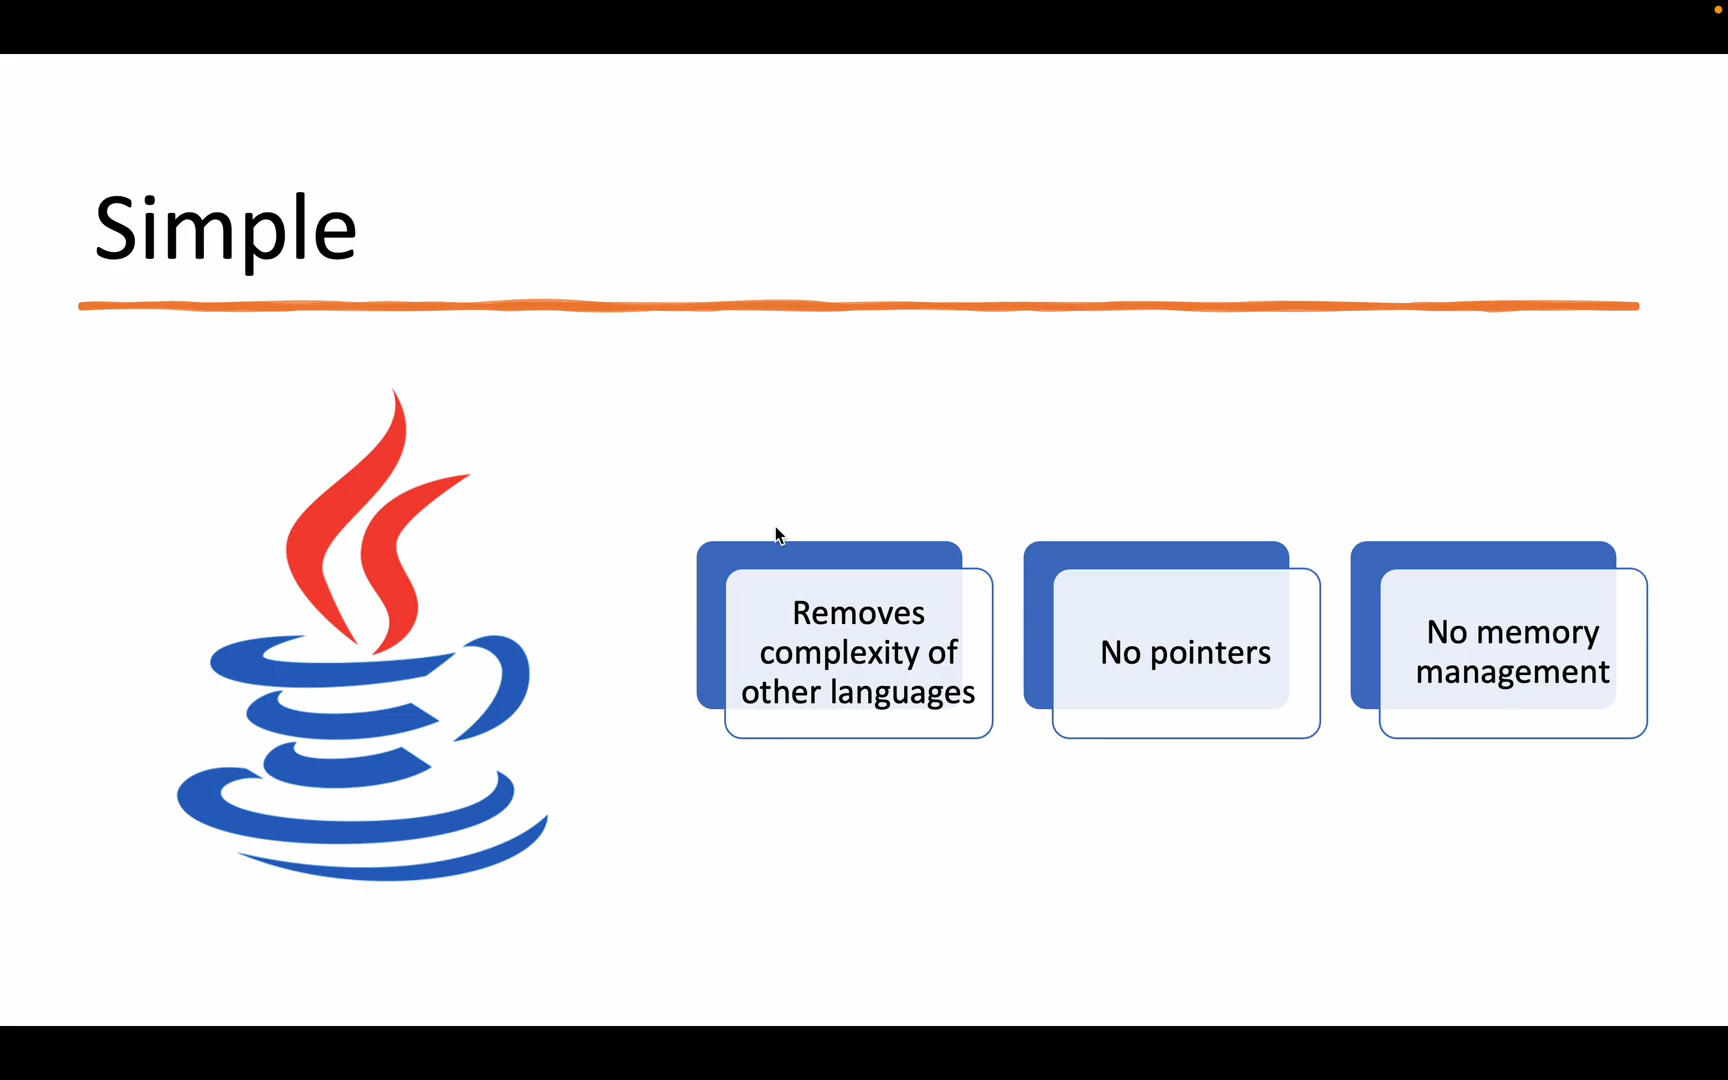 Simple
Removes
complexity of
other languages
No pointers
No memory
management